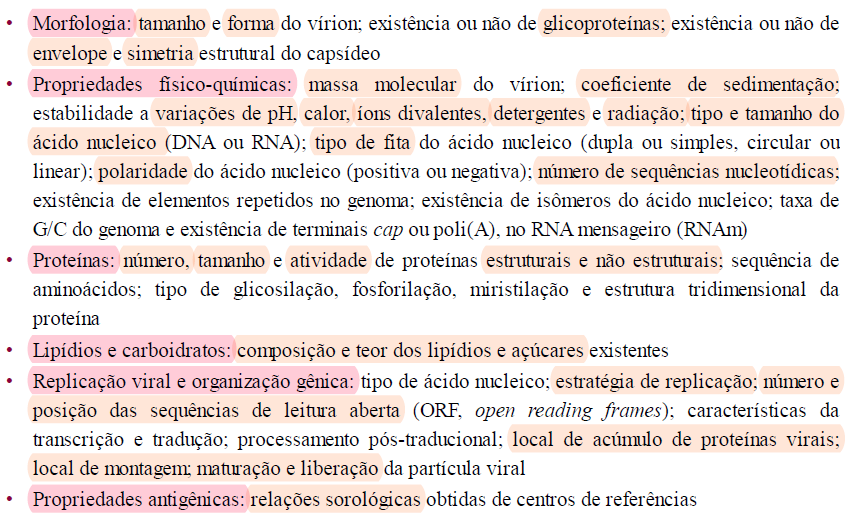 • Morfologia: tamanho e forma do vírion; existência ou não de glicoproteínas; existência ou não de
envelope e simetria estrutural do capsídeo
• Propriedades físico-químicas: massa molecular do vírion; coeficiente de sedimentação;
estabilidade a variações de pH, calor, íons divalentes, detergentes e radiação; tipo e tamanho do
ácido nucleico (DNA ou RNA); tipo de fita do ácido nucleico (dupla ou simples, circular ou
linear); polaridade do ácido nucleico (positiva ou negativa); número de sequências nucleotídicas;
existência de elementos repetidos no genoma; existência de isômeros do ácido nucleico; taxa de
G/C do genoma e existência de terminais cap ou poli(A), no RNA mensageiro (RNAm)
• Proteínas: número, tamanho e atividade de proteínas estruturais e não estruturais; sequência de
aminoácidos; tipo de glicosilação, fosforilação, miristilação e estrutura tridimensional da
proteína
• Lipídios e carboidratos: composição e teor dos lipídios e açúcares existentes
• Replicação viral e organização gênica: tipo de ácido nucleico; estratégia de replicação; número e
posição das sequências de leitura aberta (ORF, open reading frames); características da
transcrição e tradução; processamento pós-traducional; local de acúmulo de proteínas virais;
local de montagem; maturação e liberação da partícula viral
• Propriedades antigênicas: relações sorológicas obtidas de centros de referências